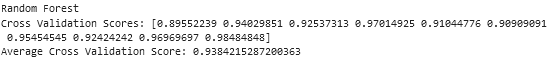 Random Forest
Cross Validation Scores: [0.89552239 0.94029851 0.92537313 0.97014925 0.91044776 0.90909091
 0.95454545 0.92424242 0.96969697 0.98484848]
Average Cross Validation Score: 0.9384215287200363